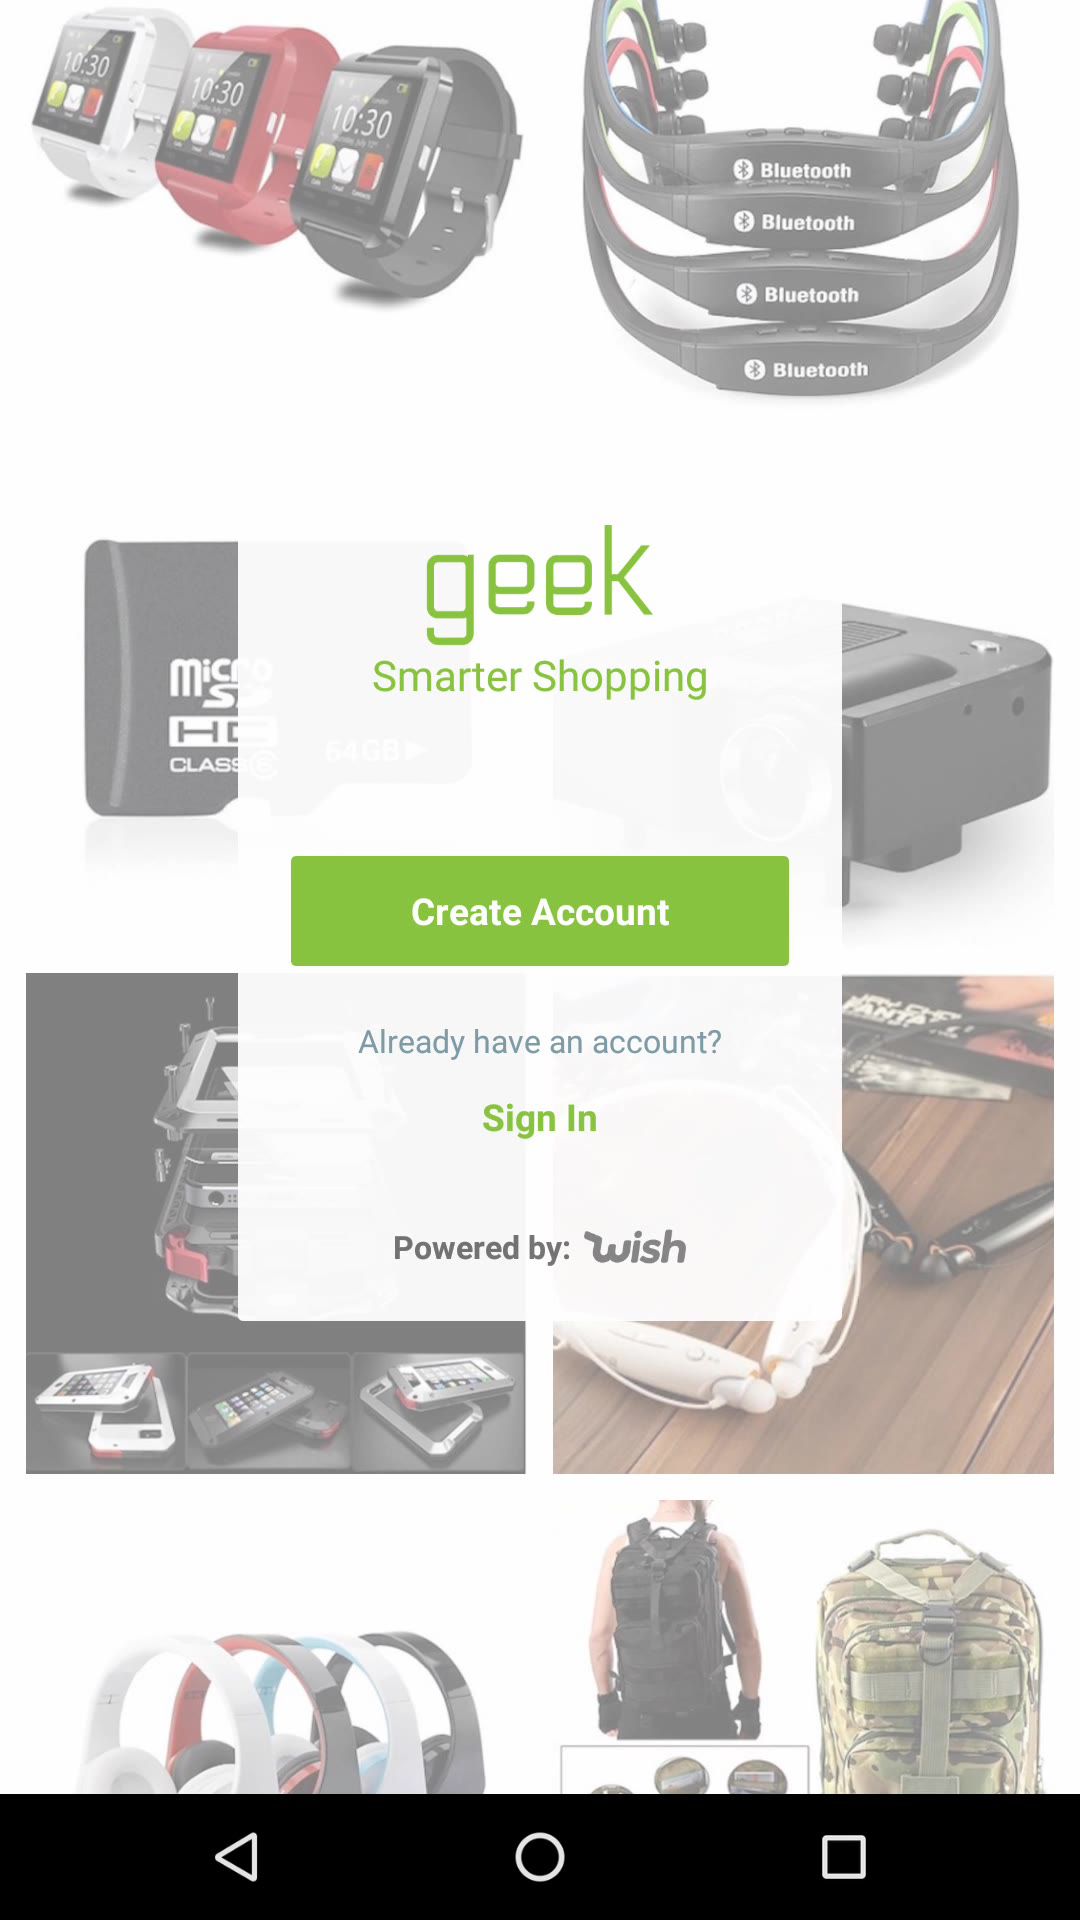 10:30
10:30
10:30
Bluetooth
Bluetooth
Bluetooth
Bluetooth
geek
Smarter Shopping
Micro
SD
HC
CLASS 6
64GB
Create Account
Already have an account?
Sign In
Powered by: wish